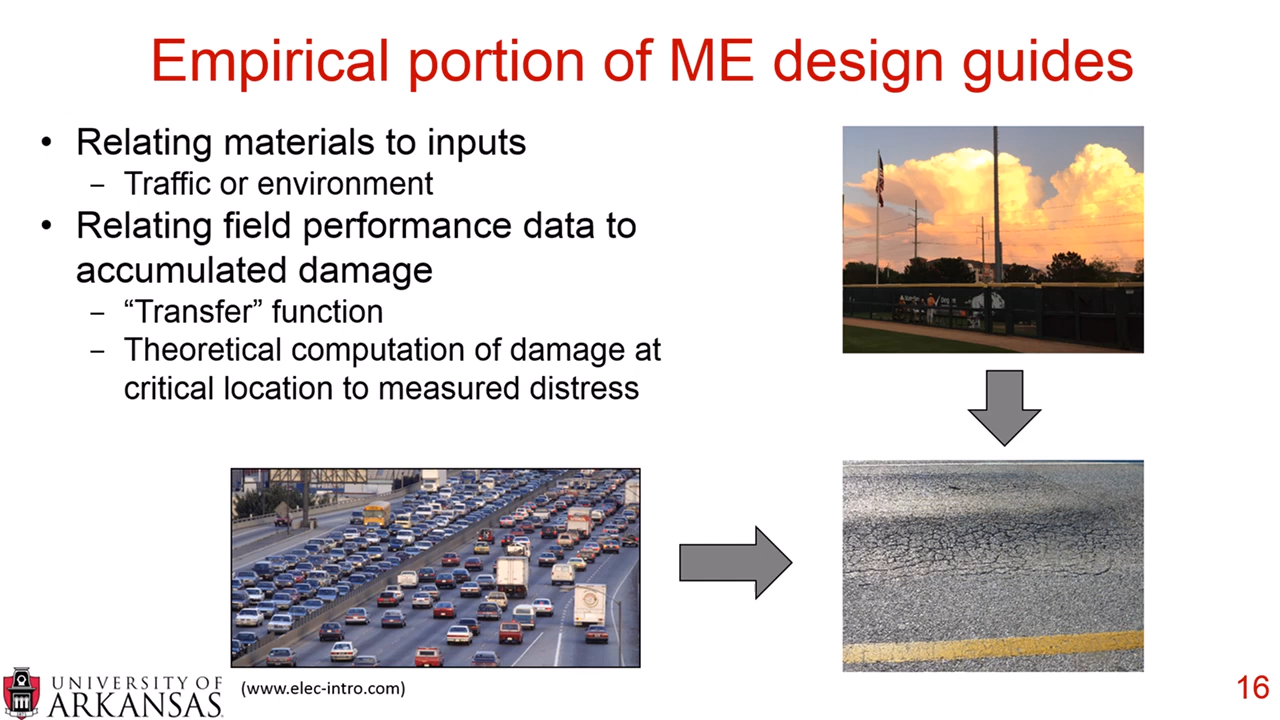 Empirical portion of ME design guides
• Relating materials to inputs
– Traffic or environment
• Relating field performance data to
accumulated damage
– “Transfer” function
– Theoretical computation of damage at
critical location to measured distress
UNIVERSITY OF
ARKANSAS
(www.elec-intro.com)
16